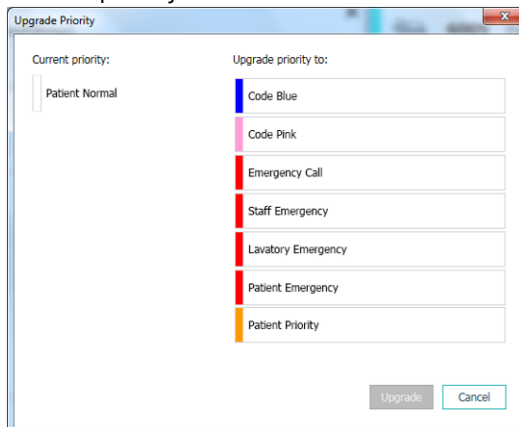 Upgrade Priority
Current priority:
Upgrade priority to:
Patient Normal
Code Blue
Code Pink
Emergency Call
Staff Emergency
Lavatory Emergency
Patient Emergency
Patient Priority
Upgrade
Cancel